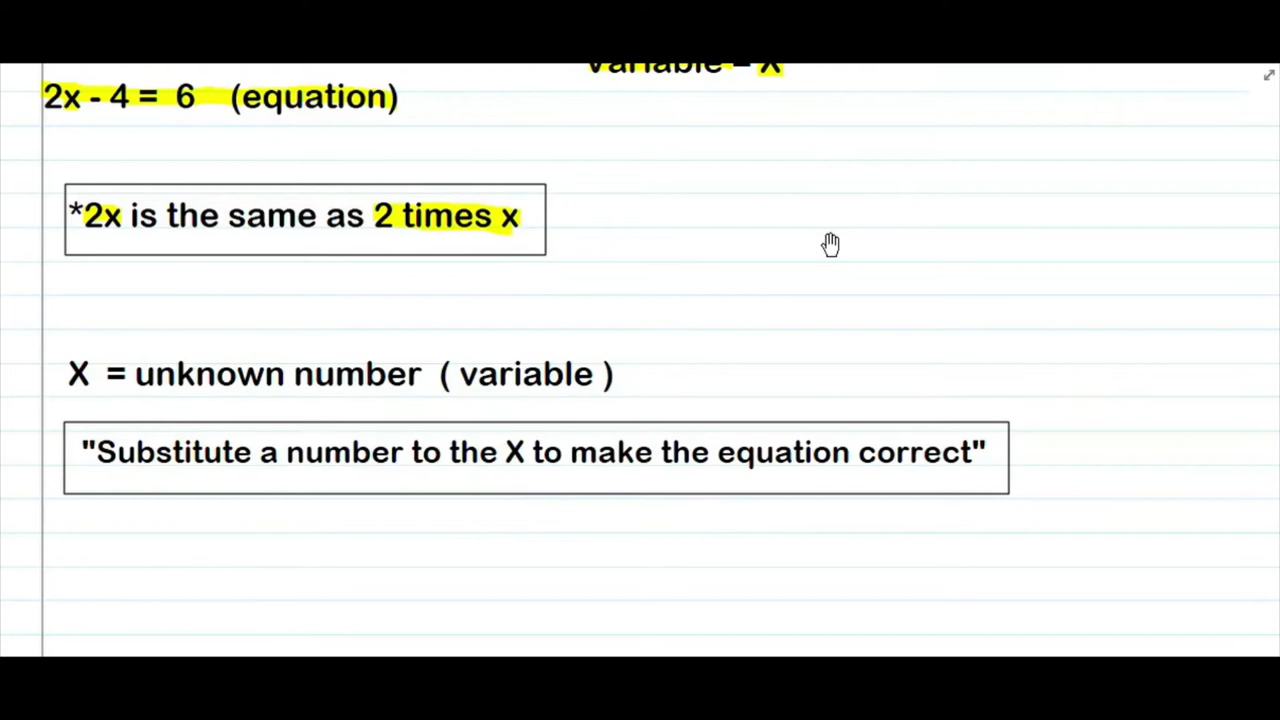 Variable = X
2x - 4 = 6 (equation)
*2x is the same as 2 times x
X = unknown number ( variable )
"Substitute a number to the X to make the equation correct"